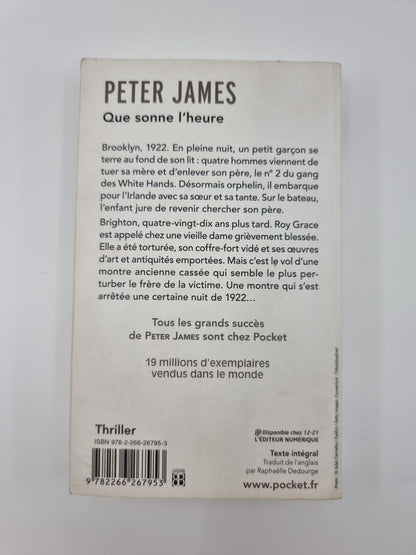 PETER JAMES
Que sonne l'heure
Brooklyn, 1922. En pleine nuit, un petit garçon se
terre au fond de son lit : quatre hommes viennent de
tuer sa mère et d'enlever son père, le n° 2 du gang
des White Hands. Désormais orphelin, il embarque
pour l'Irlande avec sa sœur et sa tante. Sur le bateau,
l'enfant jure de revenir chercher son père.
Brighton, quatre-vingt-dix ans plus tard. Roy Grace
est appelé chez une vieille dame grièvement blessée.
Elle a été torturée, son coffre-fort vidé et ses œuvres
d'art et antiquités emportées. Mais c'est le vol d'une
montre ancienne cassée qui semble le plus per-
turber le frère de la victime. Une montre qui s'est
arrêtée une certaine nuit de 1922...
Tous les grands succès
de PETER JAMES sont chez Pocket
19 millions d'exemplaires
vendus dans le monde
Thriller
ISBN 978-2-266-26795-3
9 782266 267953
@ Disponible chez 12-21
L'ÉDITEUR NUMÉRIQUE
Texte intégral
Traduit de l'anglais
par Raphaëlle Dedourge
www.pocket.fr